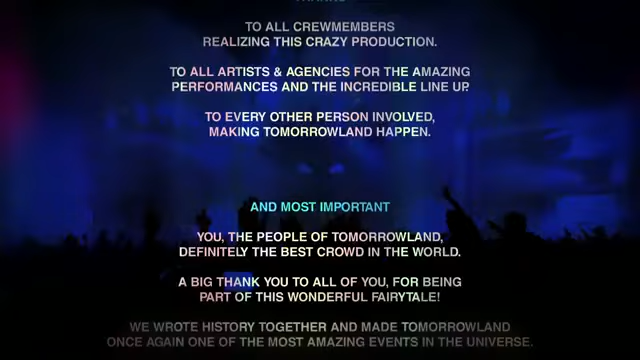 TO ALL CREWMEMBERS
REALIZING THIS CRAZY PRODUCTION.
TO ALL ARTISTS & AGENCIES FOR THE AMAZING
PERFORMANCES AND THE INCREDIBLE LINE UP.
TO EVERY OTHER PERSON INVOLVED,
MAKING TOMORROWLAND HAPPEN.
AND MOST IMPORTANT
YOU, THE PEOPLE OF TOMORROWLAND,
DEFINITELY THE BEST CROWD IN THE WORLD.
A BIG THANK YOU TO ALL OF YOU, FOR BEING
PART OF THIS WONDERFUL FAIRYTALE!
WE WROTE HISTORY TOGETHER AND MADE TOMORROWLAND
ONCE AGAIN ONE OF THE MOST AMAZING EVENTS IN THE UNIVERSE.